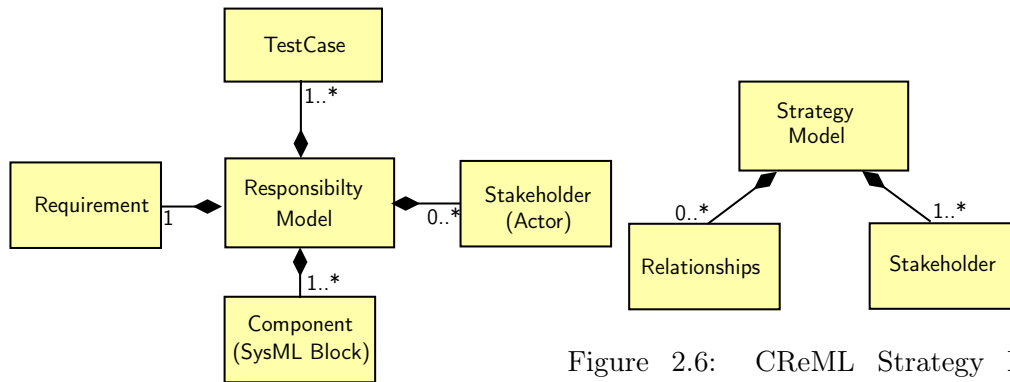 TestCase
1..*
Requirement
1
Responsibilty
Model
0..*
Stakeholder
(Actor)
1..*
Component
(SysML Block)
Strategy
Model
0..*
1..*
Relationships
Stakeholder
Figure 2.6: CReML Strategy